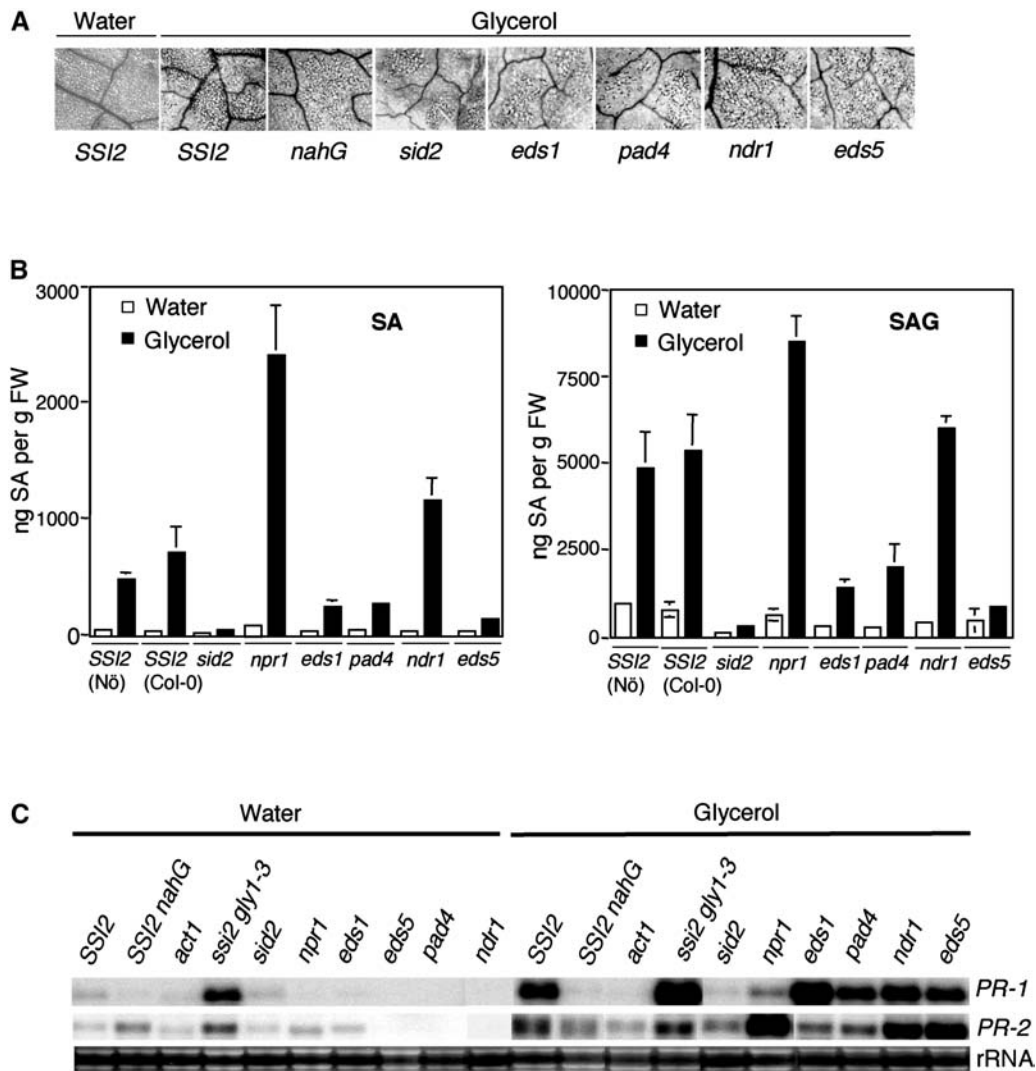 A
Water Glycerol
SSI2 SSI2 nahG sid2 eds1 pad4 ndr1 eds5
B
3000
2000
1000
0
ng SA per g FW
Water
Glycerol
SA
SSI2 (Nö) SSI2 (Col-0) sid2 npr1 eds1 pad4 ndr1 eds5
10000
7500
5000
2500
0
ng SA per g FW
Water
Glycerol
SAG
SSI2 (Nö) SSI2 (Col-0) sid2 npr1 eds1 pad4 ndr1 eds5
C
Water Glycerol
SSI2 SSI2 nahG act1 ssi2 gly1-3 sid2 npr1 eds1 eds5 pad4 ndr1 SSI2 SSI2 nahG act1 ssi2 gly1-3 sid2 npr1 eds1 pad4 ndr1 eds5
PR-1
PR-2
rRNA